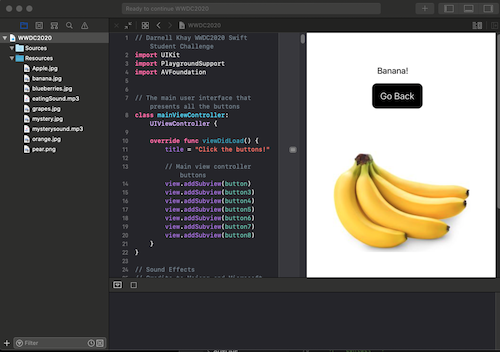 Ready to continue WWDC2020
WWDC2020
WWDC2020
Sources
Resources
Apple.jpg
banana.jpg
blueberries.jpg
eatingSound.mp3
grapes.jpg
mystery.jpg
mysterysound.mp3
orange.jpg
pear.png
Filter
1 // Darnell Khay WWDC2020 Swift
Student Challenge
2 import UIKit
3 import PlaygroundSupport
4 import AVFoundation
5
6
7 // The main user interface that
presents all the buttons
8 class mainViewController:
UIViewController {
9
10 override func viewDidLoad() {
11 title = "Click the buttons!"
12
13 // Main view controller
buttons
14 view.addSubview(button)
15 view.addSubview(button3)
16 view.addSubview(button4)
17 view.addSubview(button5)
18 view.addSubview(button6)
19 view.addSubview(button7)
20 view.addSubview(button8)
21 }
22 }
23
24 // Sound Effects
Banana!
Go Back